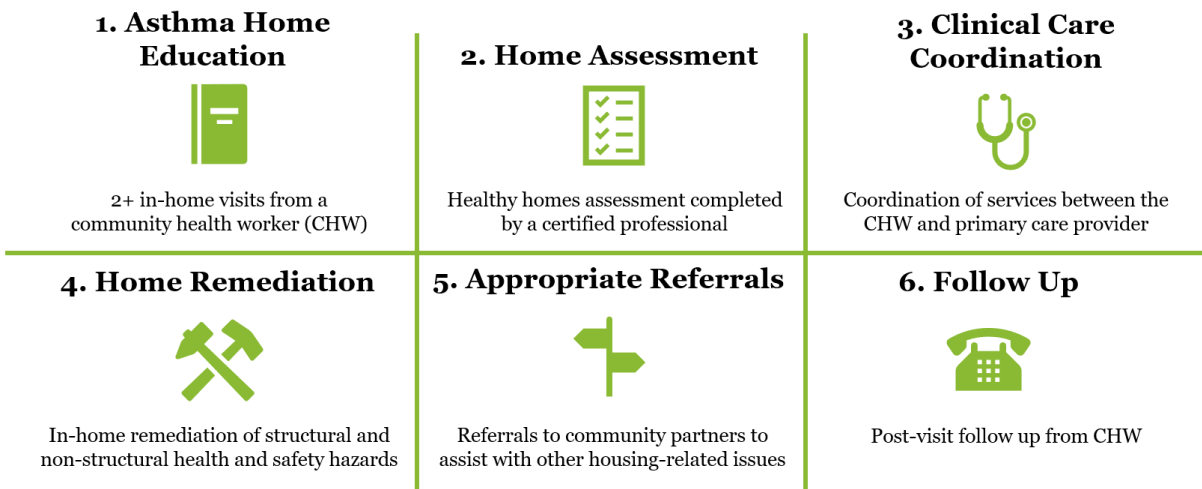 1. Asthma Home
Education
2+ in-home visits from a
community health worker (CHW)
2. Home Assessment
Healthy homes assessment completed
by a certified professional
3. Clinical Care
Coordination
Coordination of services between the
CHW and primary care provider
4. Home Remediation
In-home remediation of structural and
non-structural health and safety hazards
5. Appropriate Referrals
Referrals to community partners to
assist with other housing-related issues
6. Follow Up
Post-visit follow up from CHW